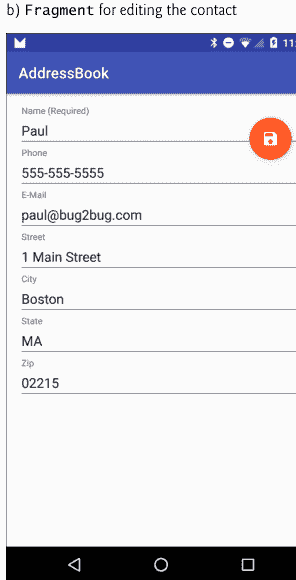 b) Fragment for editing the contact
11:
AddressBook
Name (Required)
Paul
Phone
555-555-5555
E-Mail
paul@bug2bug.com
Street
1 Main Street
City
Boston
State
MA
Zip
02215